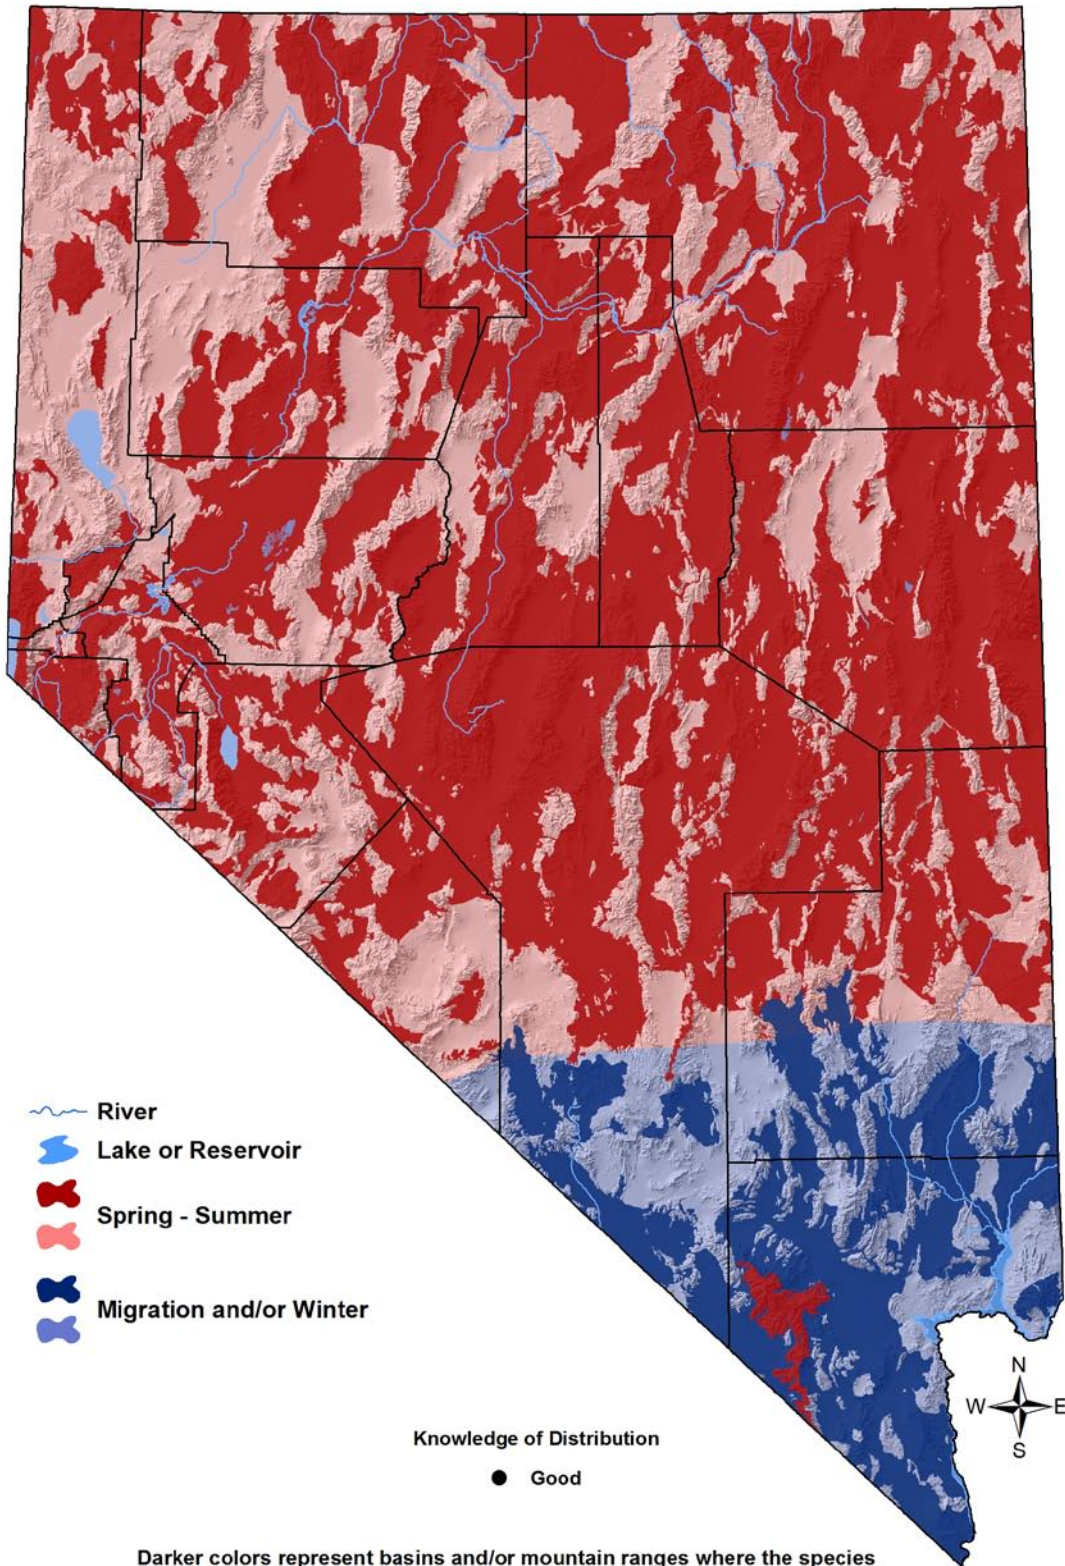 River
Lake or Reservoir
Spring - Summer
Migration and/or Winter
N
W E
S
Knowledge of Distribution
Good
Darker colors represent basins and/or mountain ranges where the species